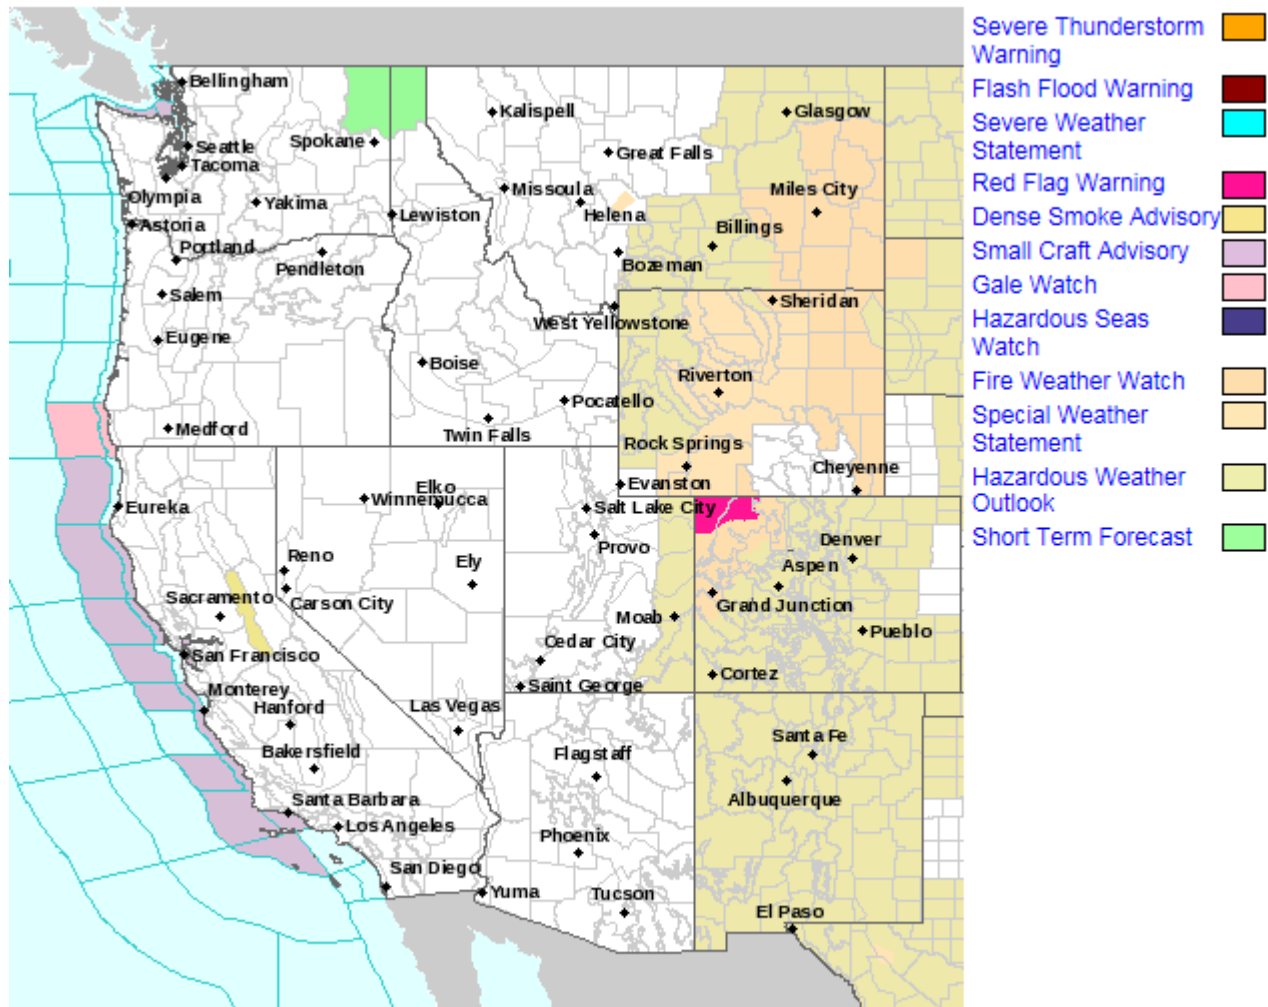 Bellingham
Seattle
Tacoma
Olympia
Astoria
Portland
Yakima
Spokane
Pendleton
Salem
Eugene
Medford
Kalispell
Great Falls
Missoula
Helena
Lewiston
Bozeman
West Yellowstone
Boise
Pocatello
Twin Falls
Glasgow
Miles City
Billings
Sheridan
Riverton
Rock Springs
Cheyenne
Evanston
Eureka
Winnemucca
Elko
Reno
Carson City
Ely
Sacramento
San Francisco
Monterey
Hanford
Bakersfield
Las Vegas
Santa Barbara
Los Angeles
San Diego
Salt Lake City
Provo
Moab
Cedar City
Saint George
Denver
Aspen
Grand Junction
Pueblo
Cortez
Flagstaff
Phoenix
Yuma
Tucson
Santa Fe
Albuquerque
El Paso
Severe Thunderstorm
Warning
Flash Flood Warning
Severe Weather
Statement
Red Flag Warning
Dense Smoke Advisory
Small Craft Advisory
Gale Watch
Hazardous Seas
Watch
Fire Weather Watch
Special Weather
Statement
Hazardous Weather
Outlook
Short Term Forecast